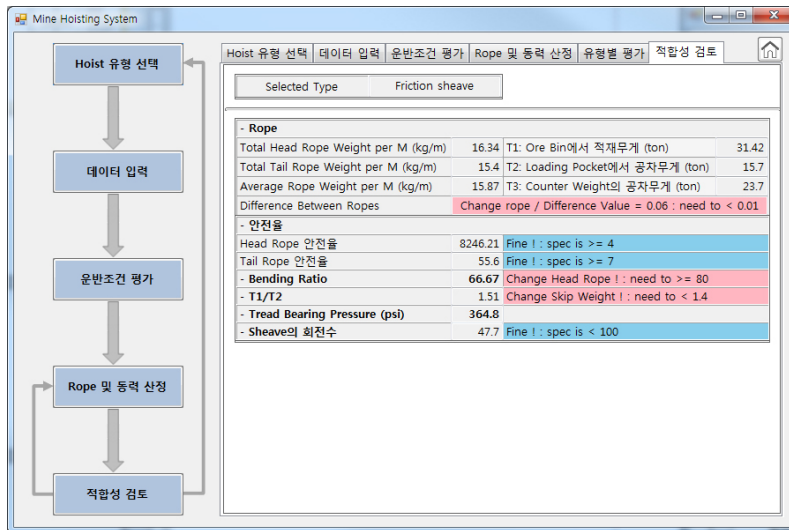 Mine Hoisting System
Hoist 유형 선택
데이터 입력
운반조건 평가
Rope 및 동력 산정
적합성 검토
Hoist 유형 선택 데이터 입력 운반조건 평가 Rope 및 동력 산정 유형별 평가 적합성 검토
Selected Type Friction sheave
- Rope
Total Head Rope Weight per M (kg/m) 16.34 T1: Ore Bin에서 적재무게 (ton) 31.42
Total Tail Rope Weight per M (kg/m) 15.4 T2: Loading Pocket에서 공차무게 (ton) 15.7
Average Rope Weight per M (kg/m) 15.87 T3: Counter Weight의 공차무게 (ton) 23.7
Difference Between Ropes Change rope / Difference Value = 0.06 : need to < 0.01
- 안전율
Head Rope 안전율 8246.21 Fine ! : spec is >= 4
Tail Rope 안전율 55.6 Fine ! : spec is >= 7
- Bending Ratio 66.67 Change Head Rope ! : need to >= 80
- T1/T2 1.51 Change Skip Weight ! : need to < 1.4
- Tread Bearing Pressure (psi) 364.8
- Sheave의 회전수 47.7 Fine ! : spec is < 100